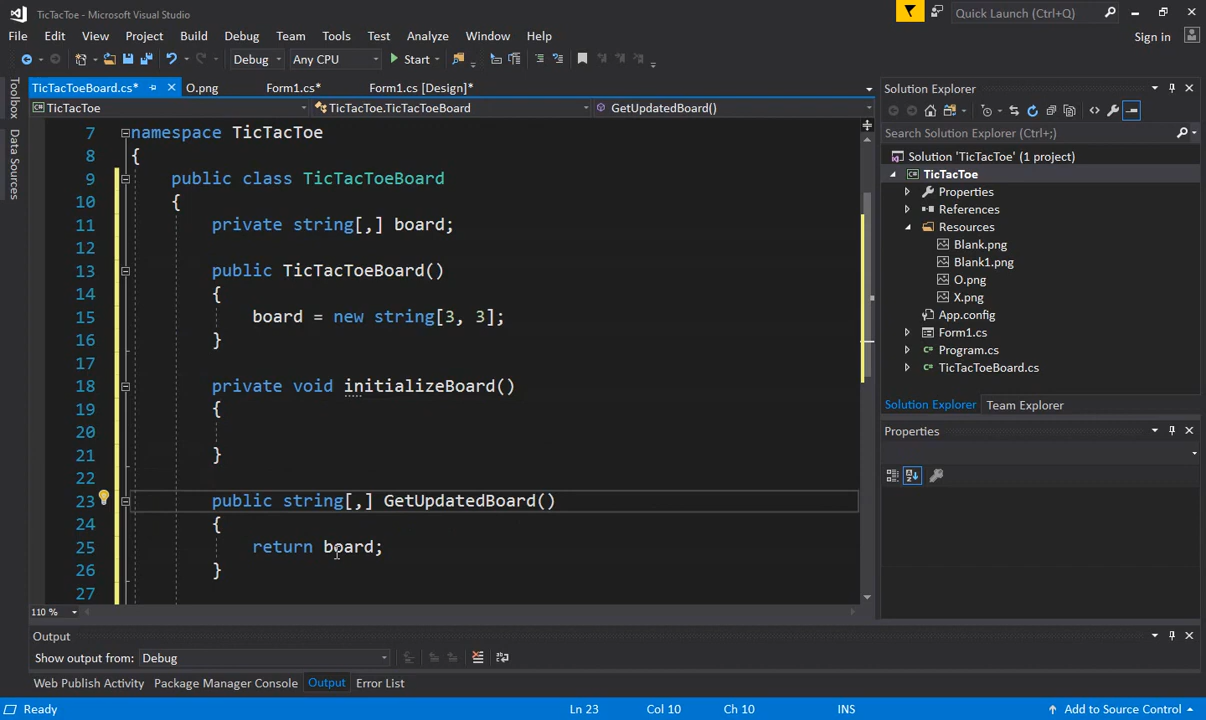 TicTacToe - Microsoft Visual Studio
Quick Launch (Ctrl+Q)
File Edit View Project Build Debug Team Tools Test Analyze Window Help
Sign in
Debug Any CPU Start
TicTacToeBoard.cs* O.png Form1.cs* Form1.cs [Design]*
TicTacToe TicTacToe.TicTacToeBoard GetUpdatedBoard()
Toolbox
Data Sources
7 namespace TicTacToe
8 {
9 public class TicTacToeBoard
10 {
11 private string[,] board;
12
13 public TicTacToeBoard()
14 {
15 board = new string[3, 3];
16 }
17
18 private void initializeBoard()
19 {
20
21 }
22
23 public string[,] GetUpdatedBoard()
24 {
25 return board;
26 }
27
110 %
Solution Explorer
Search Solution Explorer (Ctrl+;)
Solution 'TicTacToe' (1 project)
TicTacToe
Properties
References
Resources
Blank.png
Blank1.png
O.png
X.png
App.config
Form1.cs
Program.cs
TicTacToeBoard.cs
Solution Explorer Team Explorer
Properties
Output
Show output from: Debug
Web Publish Activity Package Manager Console Output Error List
Ready Ln 23 Col 10 Ch 10 INS Add to Source Control